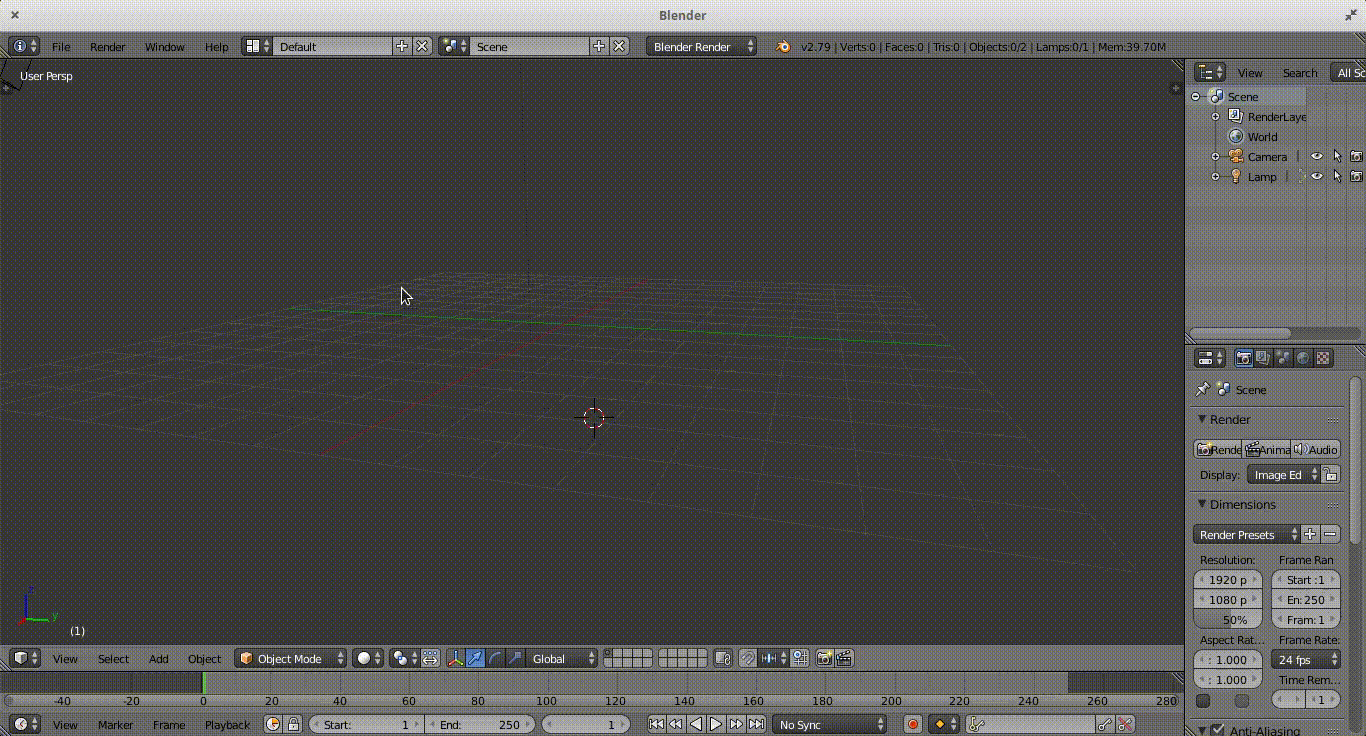 Blender
File Render Window Help Default Scene Blender Render v2.79 | Verts:0 | Faces:0 | Tris:0 | Objects:0/2 | Lamps:0/1 | Mem:39.70M
User Persp
View Search All Sc
Scene
RenderLaye
World
Camera
Lamp
Scene
Render
Rende Anima Audio
Display: Image Ed
Dimensions
Render Presets
Resolution: Frame Ran
1920 p Start :1
1080 p En: 250
50% Fram: 1
Aspect Rat... Frame Rate:
: 1.000 24 fps
: 1.000 Time Rem...
1
Anti-Aliasing
z
y
(1)
View Select Add Object Object Mode Global
-40 -20 0 20 40 60 80 100 120 140 160 180 200 220 240 260 280
View Marker Frame Playback Start: 1 End: 250 1 No Sync